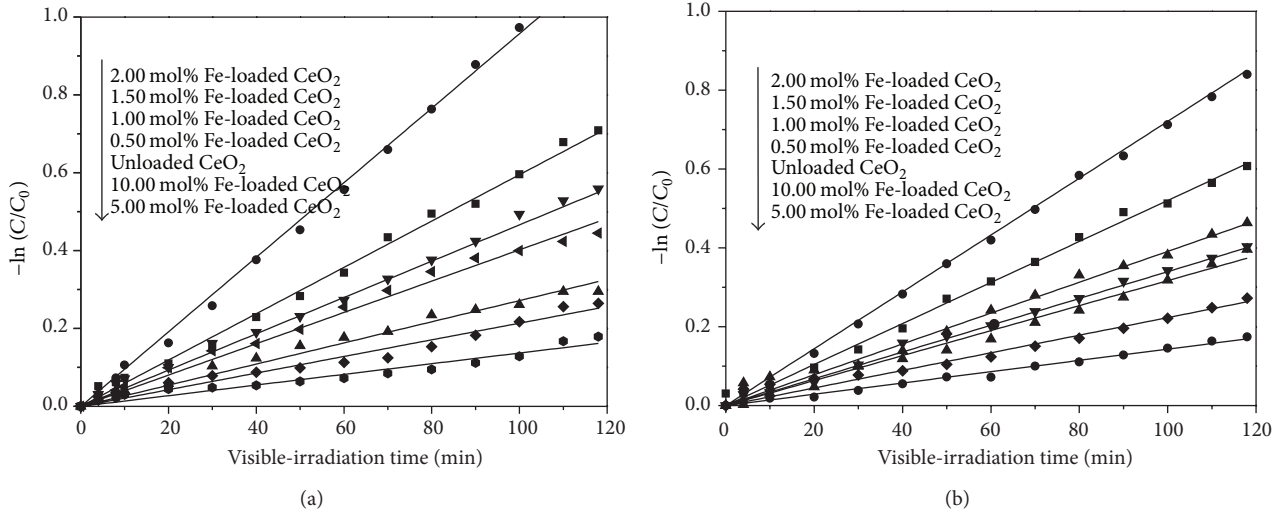 1.0
0.8
0.6
0.4
0.2
0.0
−ln (C/C₀)
2.00 mol% Fe-loaded CeO₂
1.50 mol% Fe-loaded CeO₂
1.00 mol% Fe-loaded CeO₂
0.50 mol% Fe-loaded CeO₂
Unloaded CeO₂
10.00 mol% Fe-loaded CeO₂
5.00 mol% Fe-loaded CeO₂
0 20 40 60 80 100 120
Visible-irradiation time (min)
(a)
1.0
0.8
0.6
0.4
0.2
0.0
−ln (C/C₀)
2.00 mol% Fe-loaded CeO₂
1.50 mol% Fe-loaded CeO₂
1.00 mol% Fe-loaded CeO₂
0.50 mol% Fe-loaded CeO₂
Unloaded CeO₂
10.00 mol% Fe-loaded CeO₂
5.00 mol% Fe-loaded CeO₂
0 20 40 60 80 100 120
Visible-irradiation time (min)
(b)